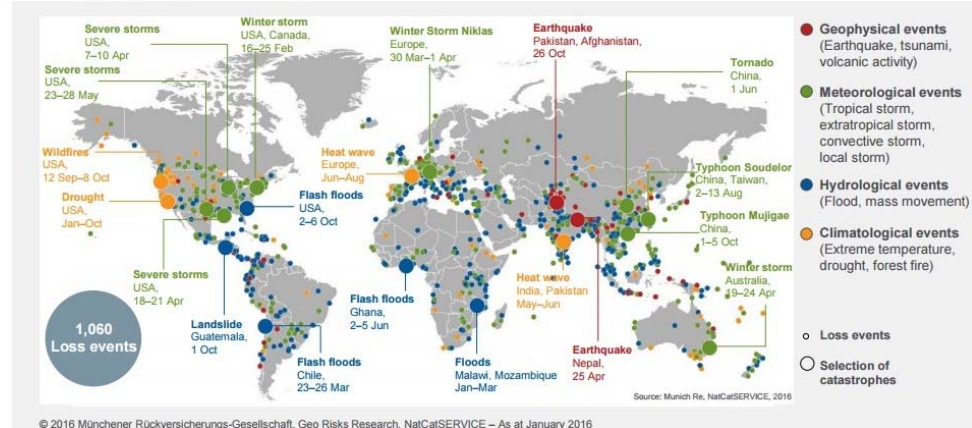 Severe storms
USA,
7–10 Apr
Winter storm
USA, Canada,
16–25 Feb
Winter Storm Niklas
Europe,
30 Mar–1 Apr
Earthquake
Pakistan, Afghanistan,
26 Oct
Tornado
China,
1 Jun
Severe storms
USA,
23–28 May
Wildfires
USA,
12 Sep–8 Oct
Drought
USA,
Jan–Oct
Heat wave
Europe,
Jun–Aug
Flash floods
USA,
2–6 Oct
Typhoon Soudelor
China, Taiwan,
2–13 Aug
Typhoon Mujigae
China,
1–5 Oct
Severe storms
USA,
18–21 Apr
Flash floods
Ghana,
2–5 Jun
Heat wave
India, Pakistan
May–Jun
Winter storm
Australia,
19–24 Apr
1,060
Loss events
Landslide
Guatemala,
1 Oct
Flash floods
Chile,
23–26 Mar
Floods
Malawi, Mozambique
Jan–Mar
Earthquake
Nepal,
25 Apr
Source: Munich Re, NatCatSERVICE, 2016
Geophysical events
(Earthquake, tsunami,
volcanic activity)
Meteorological events
(Tropical storm,
extratropical storm,
convective storm,
local storm)
Hydrological events
(Flood, mass movement)
Climatological events
(Extreme temperature,
drought, forest fire)
Loss events
Selection of
catastrophes
© 2016 Münchener Rückversicherungs-Gesellschaft, Geo Risks Research, NatCatSERVICE – As at January 2016